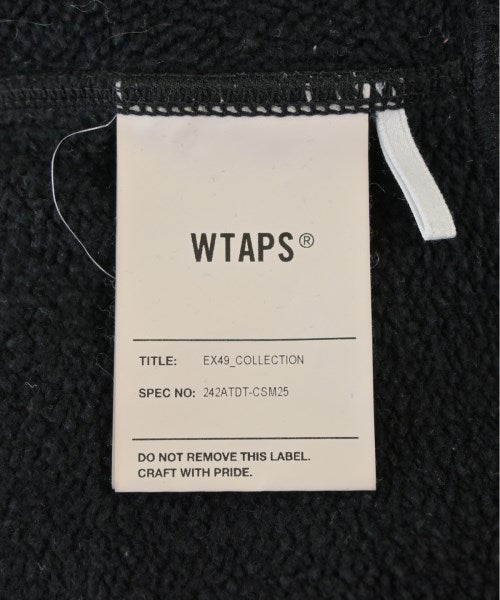 WTAPS®
TITLE: EX49_COLLECTION
SPEC NO: 242ATDT-CSM25
DO NOT REMOVE THIS LABEL.
CRAFT WITH PRIDE.